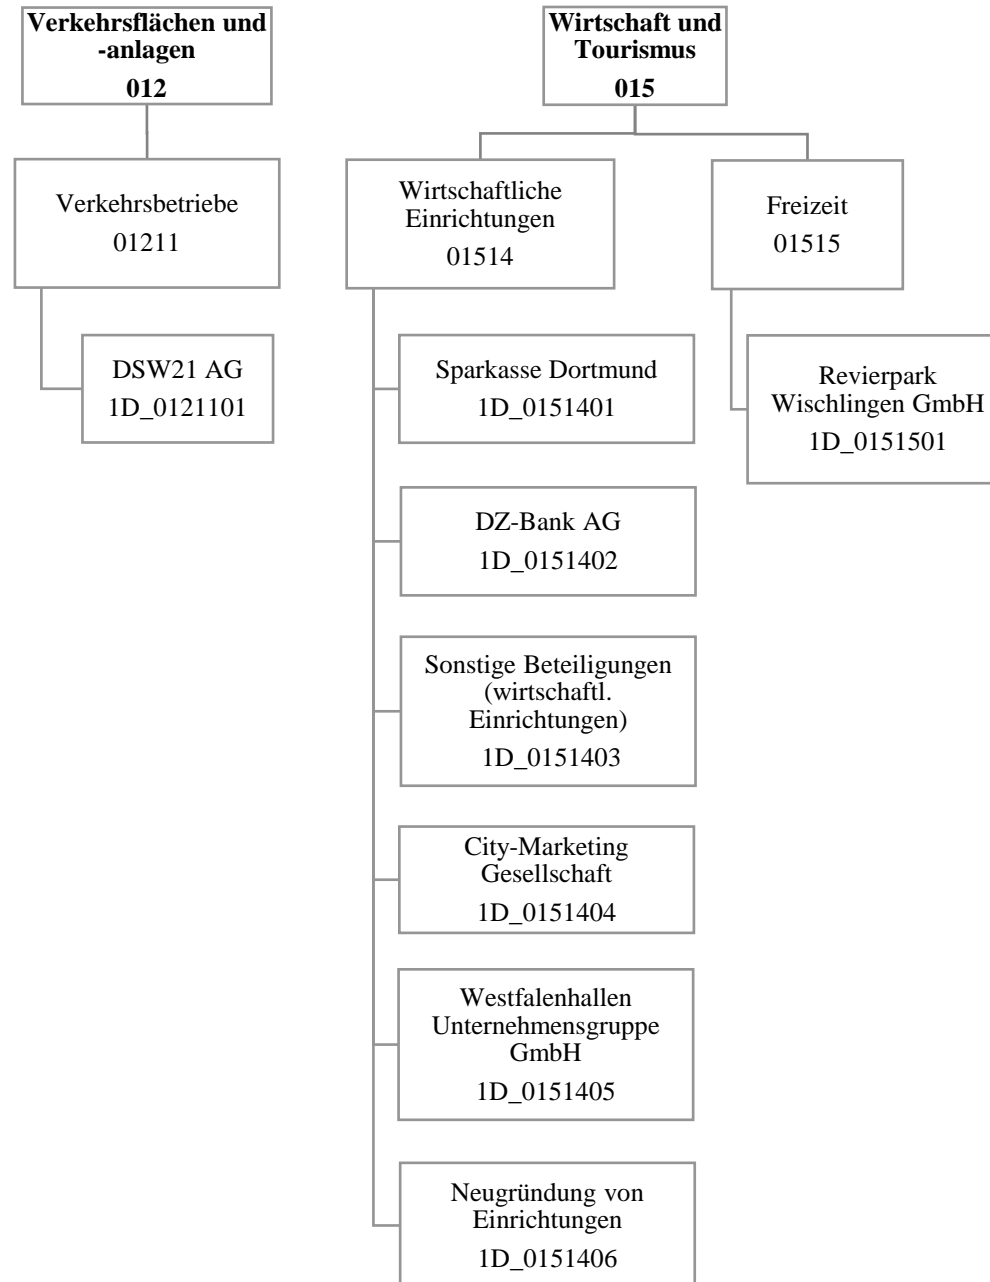 Verkehrsflächen und
-anlagen
012
Verkehrsbetriebe
01211
DSW21 AG
1D_0121101
Wirtschaft und
Tourismus
015
Wirtschaftliche
Einrichtungen
01514
Sparkasse Dortmund
1D_0151401
DZ-Bank AG
1D_0151402
Sonstige Beteiligungen
(wirtschaftl.
Einrichtungen)
1D_0151403
City-Marketing
Gesellschaft
1D_0151404
Westfalenhallen
Unternehmensgruppe
GmbH
1D_0151405
Neugründung von
Einrichtungen
1D_0151406
Freizeit
01515
Revierpark
Wischlingen GmbH
1D_0151501